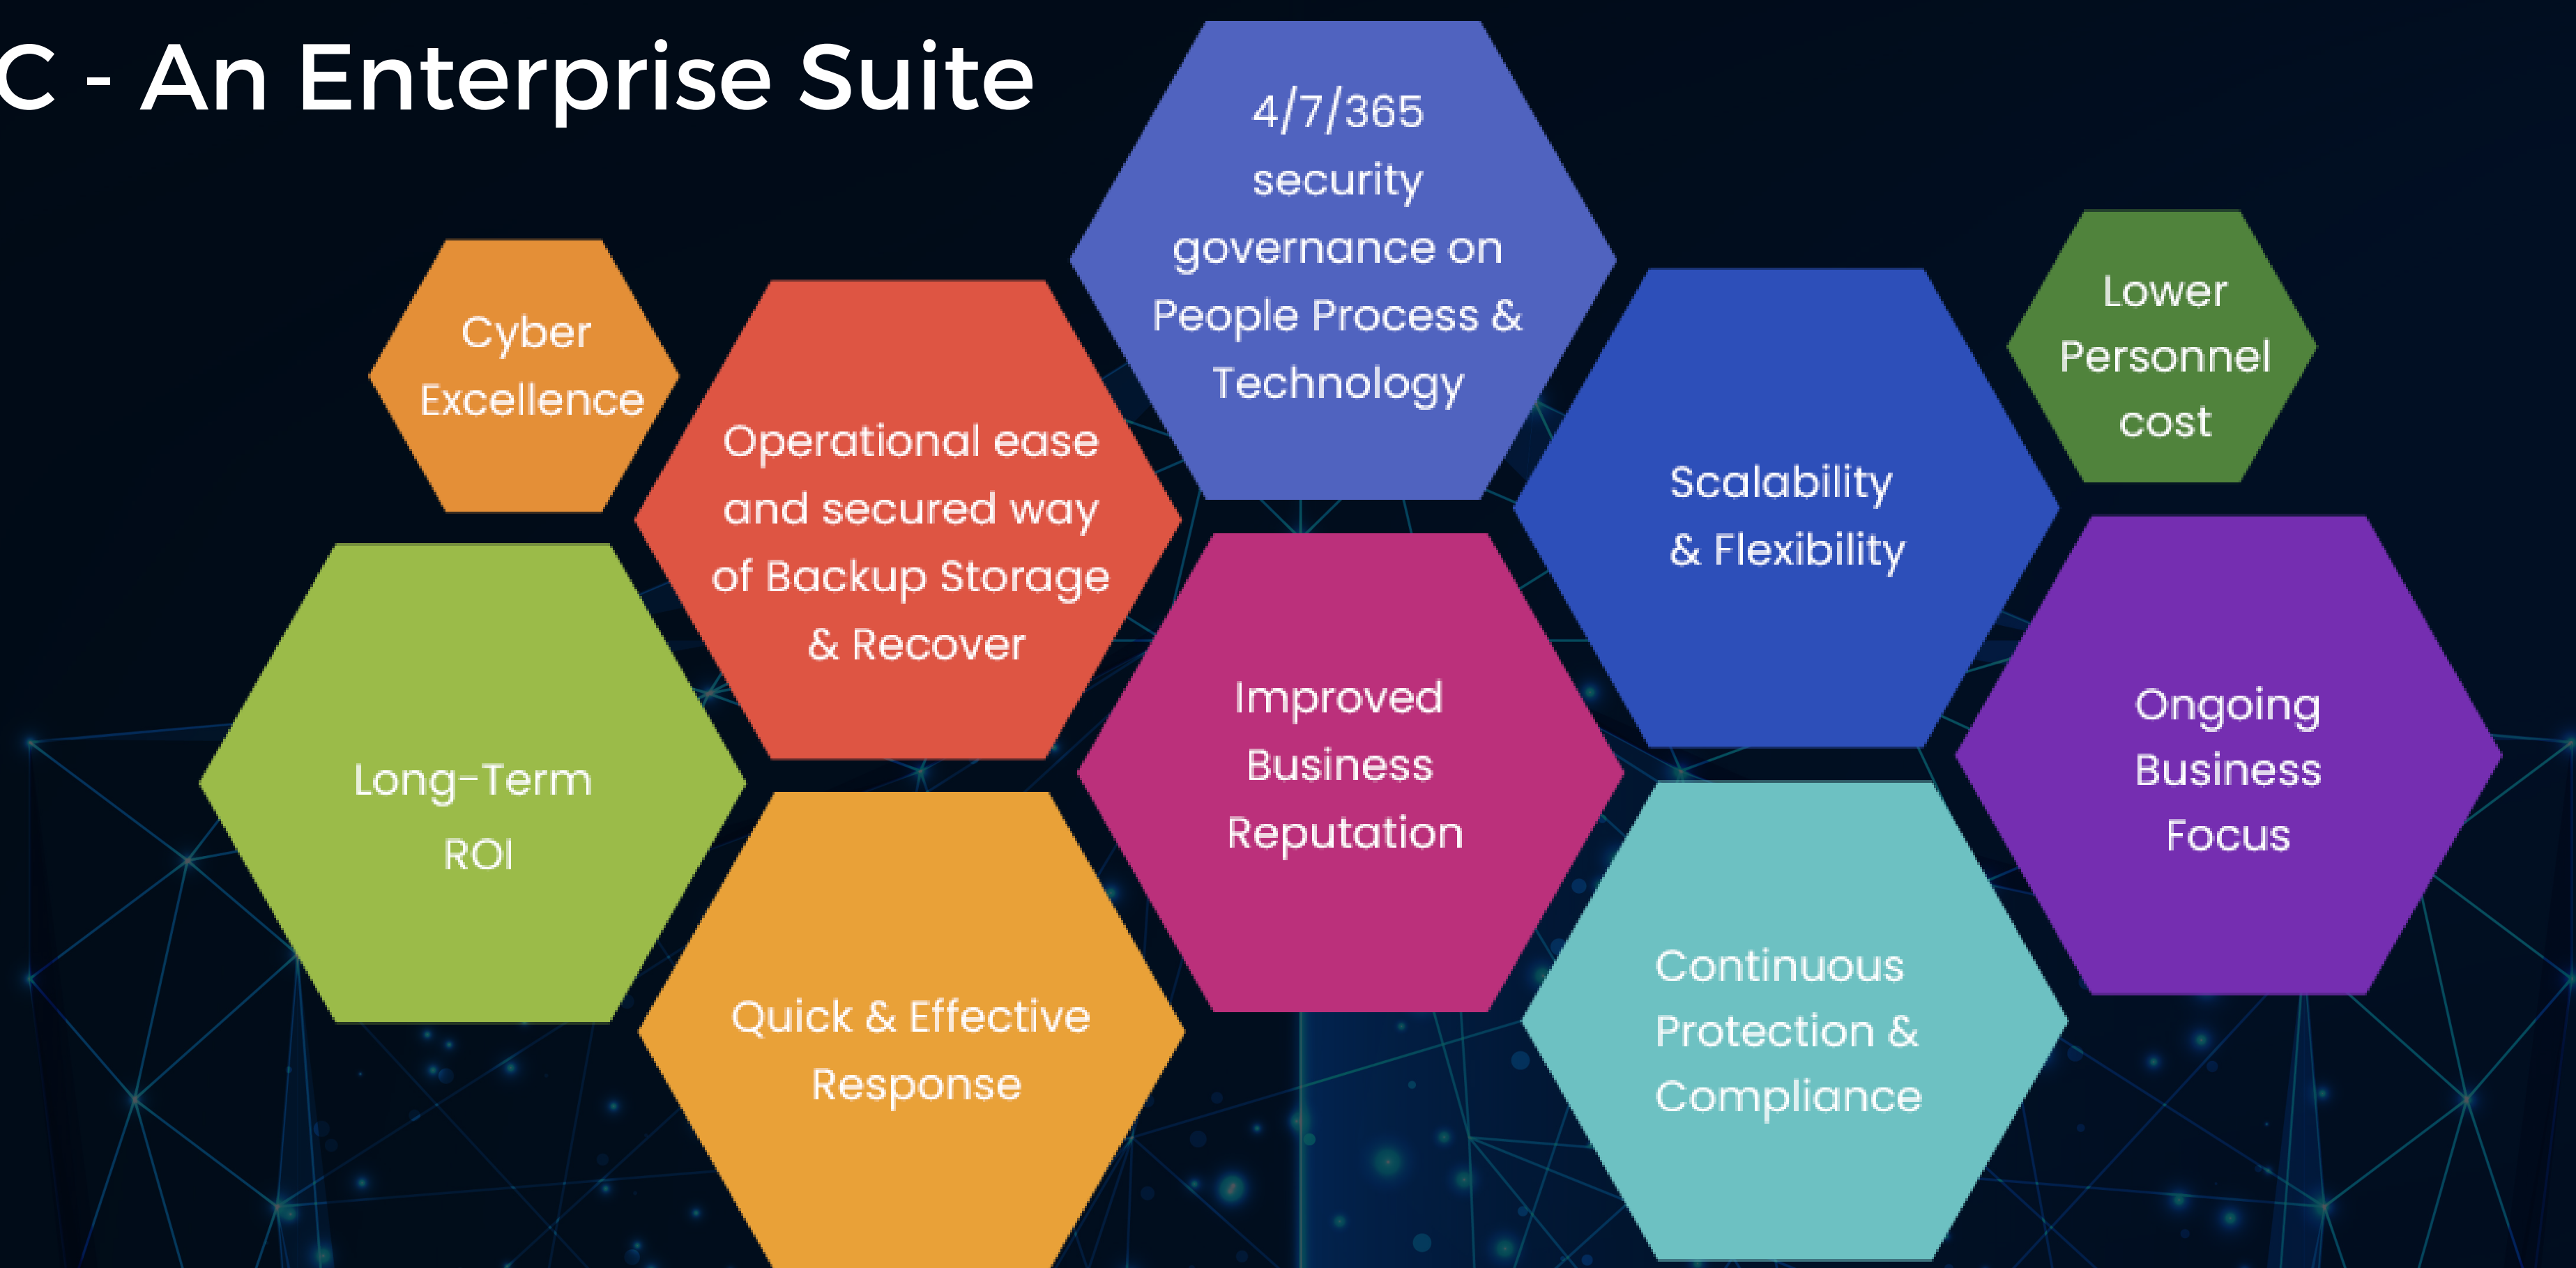 C - An Enterprise Suite
4/7/365
security
governance on
People Process &
Technology
Cyber
Excellence
Operational ease
and secured way
of Backup Storage
& Recover
Scalability
& Flexibility
Lower
Personnel
cost
Long-Term
ROI
Improved
Business
Reputation
Ongoing
Business
Focus
Quick & Effective
Response
Continuous
Protection &
Compliance